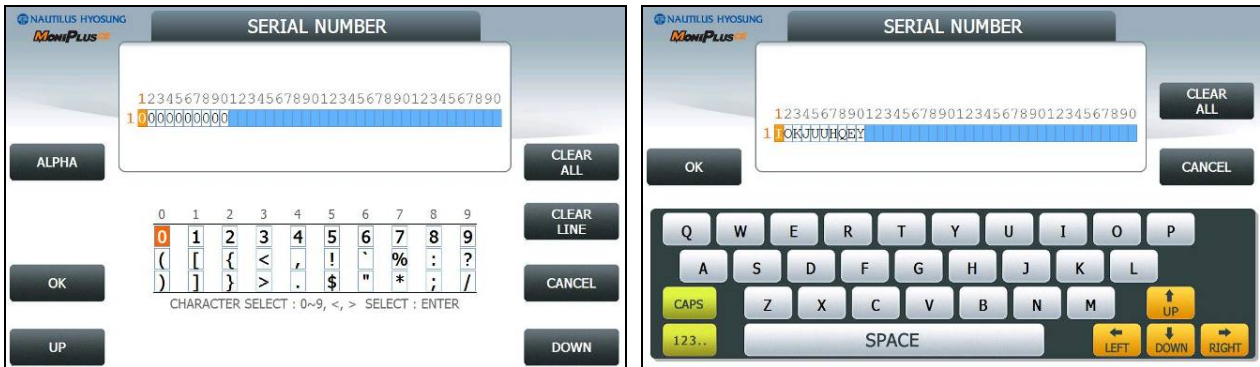 NAUTILUS HYOSUNG
MoniPlus CE
SERIAL NUMBER
1234567890123456789012345678901234567890
1 0000000000
ALPHA
CLEAR ALL
0 1 2 3 4 5 6 7 8 9
0 1 2 3 4 5 6 7 8 9
( [ { < , ! ` % : ?
) ] } > . $ " * ; /
CLEAR LINE
OK
CANCEL
CHARACTER SELECT : 0~9, <, > SELECT : ENTER
UP
DOWN
NAUTILUS HYOSUNG
MoniPlus CE
SERIAL NUMBER
CLEAR ALL
1234567890123456789012345678901234567890
1 IOKJUUHQEY
OK
CANCEL
Q W E R T Y U I O P
A S D F G H J K L
CAPS Z X C V B N M UP
123.. SPACE LEFT DOWN RIGHT